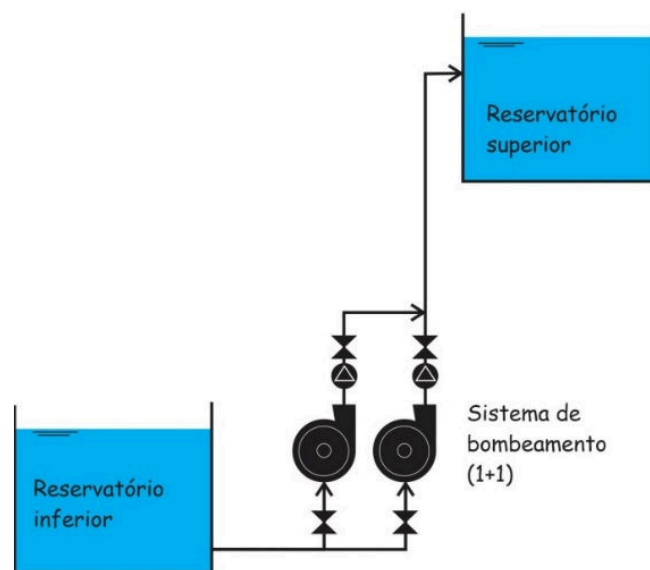 Reservatório
superior
Sistema de
bombeamento
(1+1)
Reservatório
inferior